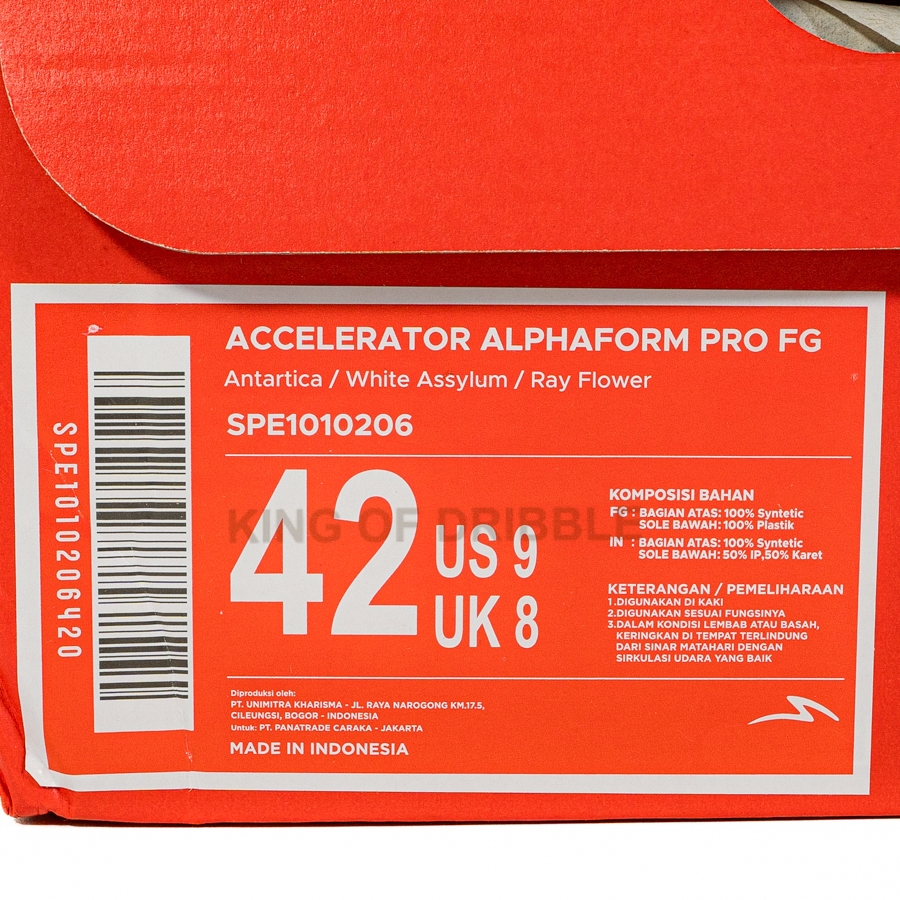 ACCELERATOR ALPHAFORM PRO FG
Antartica / White Assylum / Ray Flower
SPE1010206
SPE1010206420
42
US 9
UK 8
KING OF DRIBBLE
KOMPOSISI BAHAN
FG : BAGIAN ATAS: 100% Syntetic
SOLE BAWAH: 100% Plastik
IN : BAGIAN ATAS: 100% Syntetic
SOLE BAWAH: 50% IP,50% Karet
KETERANGAN / PEMELIHARAAN
1.DIGUNAKAN DI KAKI
2.DIGUNAKAN SESUAI FUNGSINYA
3.DALAM KONDISI LEMBAB ATAU BASAH,
KERINGKAN DI TEMPAT TERLINDUNG
DARI SINAR MATAHARI DENGAN
SIRKULASI UDARA YANG BAIK
Diproduksi oleh:
PT. UNIMITRA KHARISMA - JL. RAYA NAROGONG KM.17.5,
CILEUNGSI, BOGOR - INDONESIA
Untuk: PT. PANATRADE CARAKA - JAKARTA
MADE IN INDONESIA